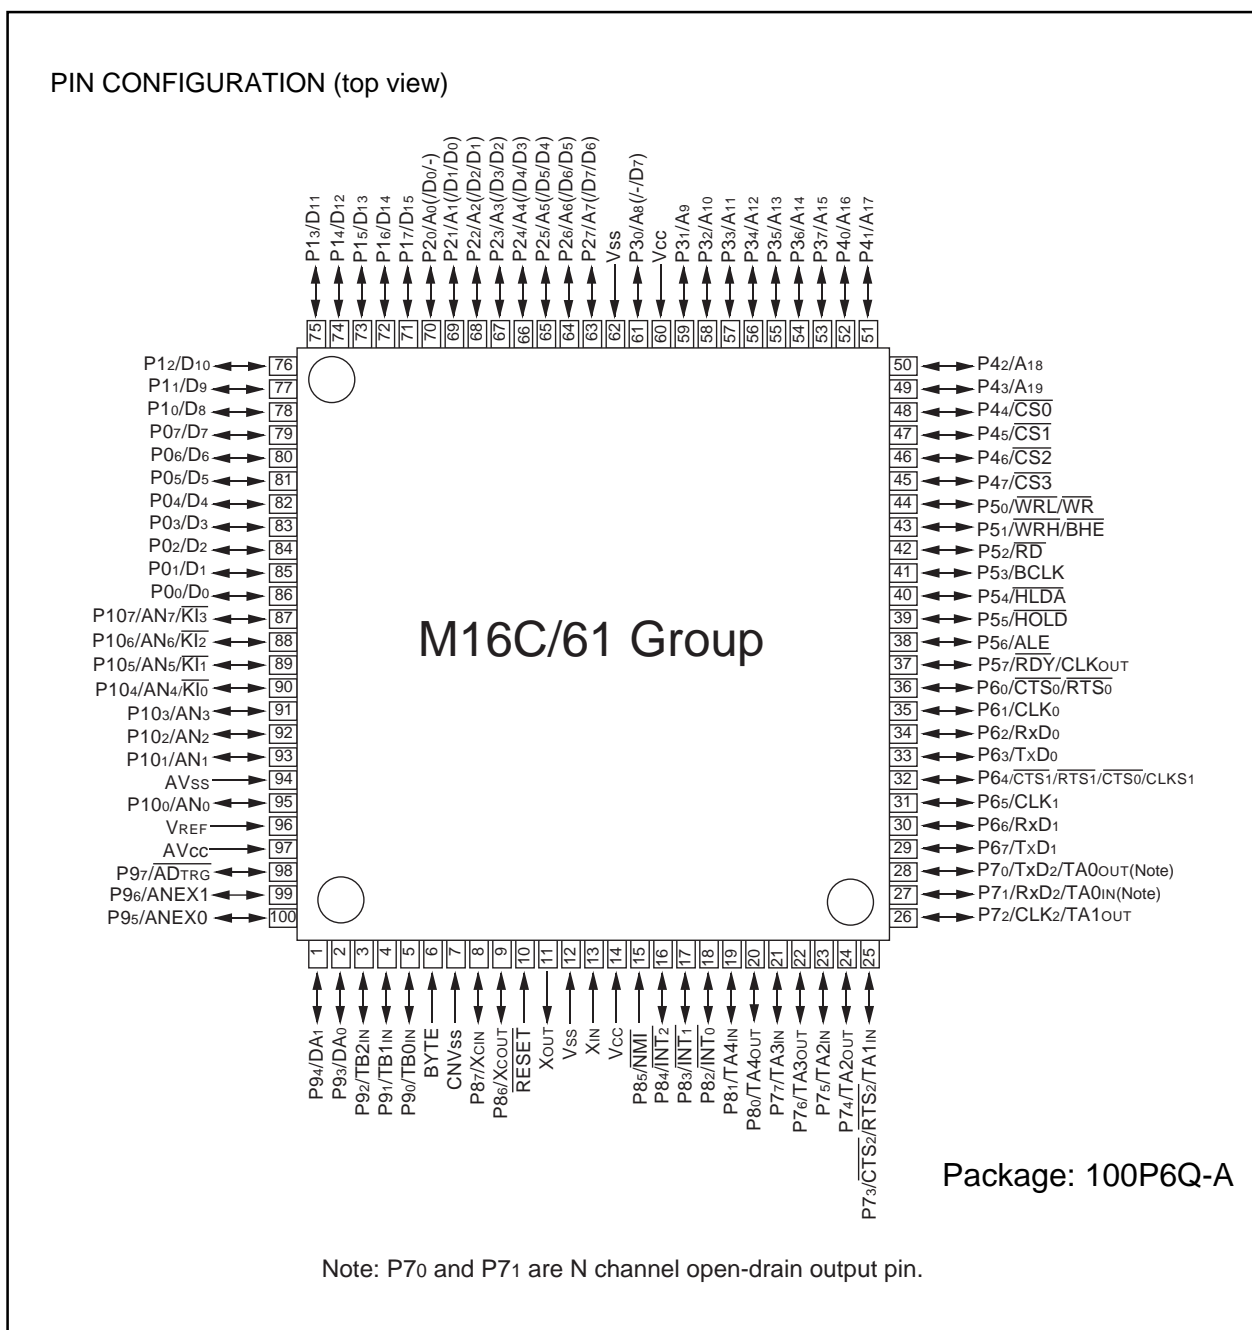 PIN CONFIGURATION (top view)
P13/D11
P14/D12
P15/D13
P16/D14
P17/D15
P20/A0(/D0/-)
P21/A1(/D1/D0)
P22/A2(/D2/D1)
P23/A3(/D3/D2)
P24/A4(/D4/D3)
P25/A5(/D5/D4)
P26/A6(/D6/D5)
P27/A7(/D7/D6)
Vss
P30/A8(/-/D7)
Vcc
P31/A9
P32/A10
P33/A11
P34/A12
P35/A13
P36/A14
P37/A15
P40/A16
P41/A17
75 74 73 72 71 70 69 68 67 66 65 64 63 62 61 60 59 58 57 56 55 54 53 52 51
P12/D10 76
P11/D9 77
P10/D8 78
P07/D7 79
P06/D6 80
P05/D5 81
P04/D4 82
P03/D3 83
P02/D2 84
P01/D1 85
P00/D0 86
P107/AN7/KI3 87
P106/AN6/KI2 88
P105/AN5/KI1 89
P104/AN4/KI0 90
P103/AN3 91
P102/AN2 92
P101/AN1 93
AVss 94
P100/AN0 95
VREF 96
AVcc 97
P97/ADTRG 98
P96/ANEX1 99
P95/ANEX0 100
M16C/61 Group
50 P42/A18
49 P43/A19
48 P44/CS0
47 P45/CS1
46 P46/CS2
45 P47/CS3
44 P50/WRL/WR
43 P51/WRH/BHE
42 P52/RD
41 P53/BCLK
40 P54/HLDA
39 P55/HOLD
38 P56/ALE
37 P57/RDY/CLKOUT
36 P60/CTS0/RTS0
35 P61/CLK0
34 P62/RxD0
33 P63/TxD0
32 P64/CTS1/RTS1/CTS0/CLKS1
31 P65/CLK1
30 P66/RxD1
29 P67/TxD1
28 P70/TxD2/TA0OUT(Note)
27 P71/RxD2/TA0IN(Note)
26 P72/CLK2/TA1OUT
1 2 3 4 5 6 7 8 9 10 11 12 13 14 15 16 17 18 19 20 21 22 23 24 25
P94/DA1
P93/DA0
P92/TB2IN
P91/TB1IN
P90/TB0IN
BYTE
CNVss
P87/XCIN
P86/XCOUT
RESET
XOUT
Vss
XIN
Vcc
P85/NMI
P84/INT2
P83/INT1
P82/INT0
P81/TA4IN
P80/TA4OUT
P77/TA3IN
P76/TA3OUT
P75/TA2IN
P74/TA2OUT
P73/CTS2/RTS2/TA1IN
Package: 100P6Q-A
Note: P70 and P71 are N channel open-drain output pin.